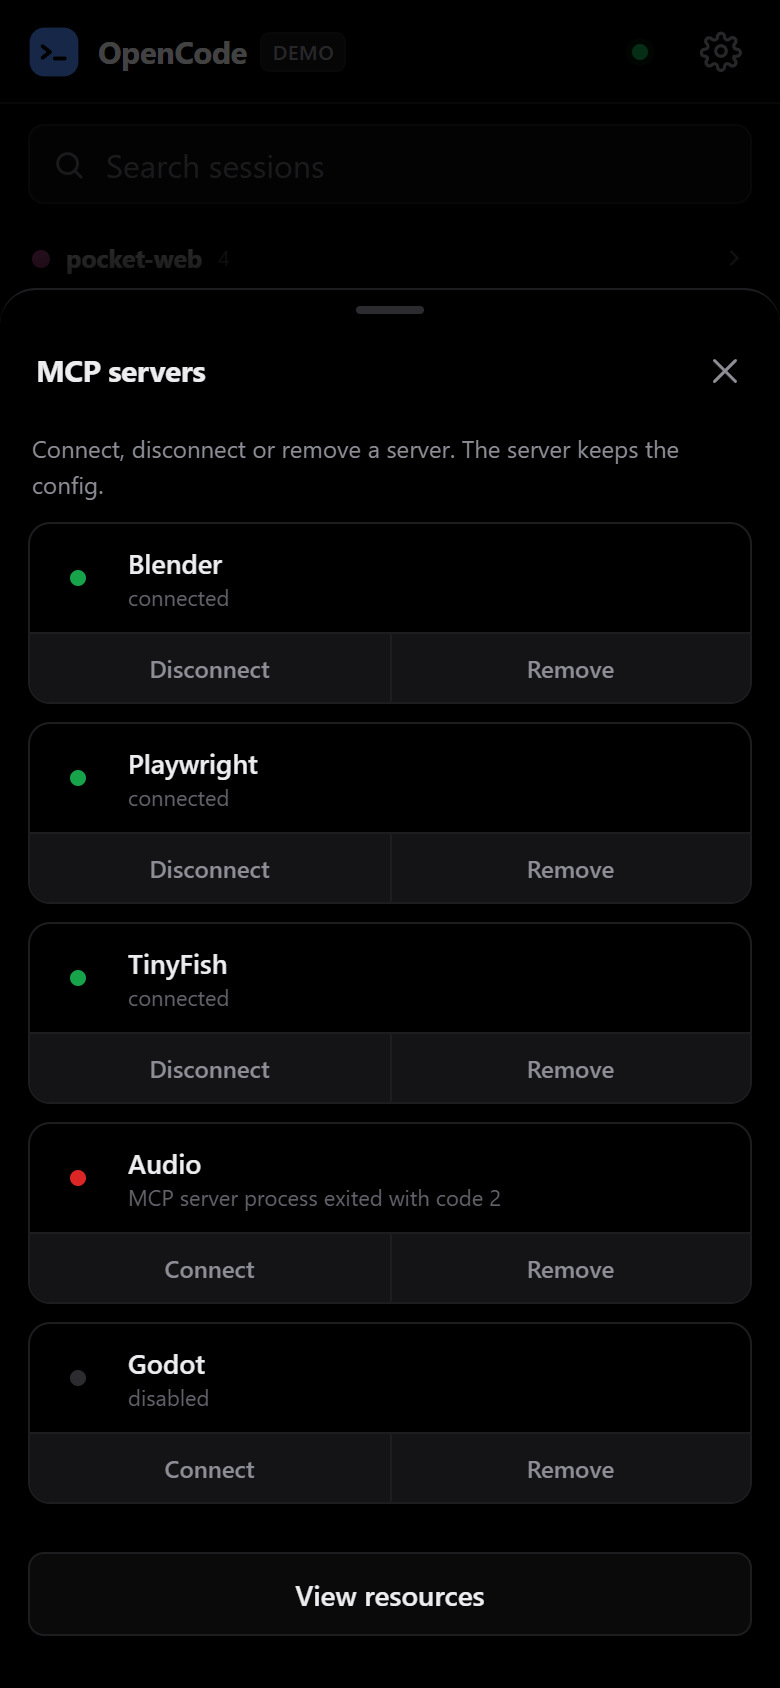 OpenCode DEMO
Search sessions
pocket-web 4
MCP servers
Connect, disconnect or remove a server. The server keeps the
config.
Blender
connected
Disconnect Remove
Playwright
connected
Disconnect Remove
TinyFish
connected
Disconnect Remove
Audio
MCP server process exited with code 2
Connect Remove
Godot
disabled
Connect Remove
View resources